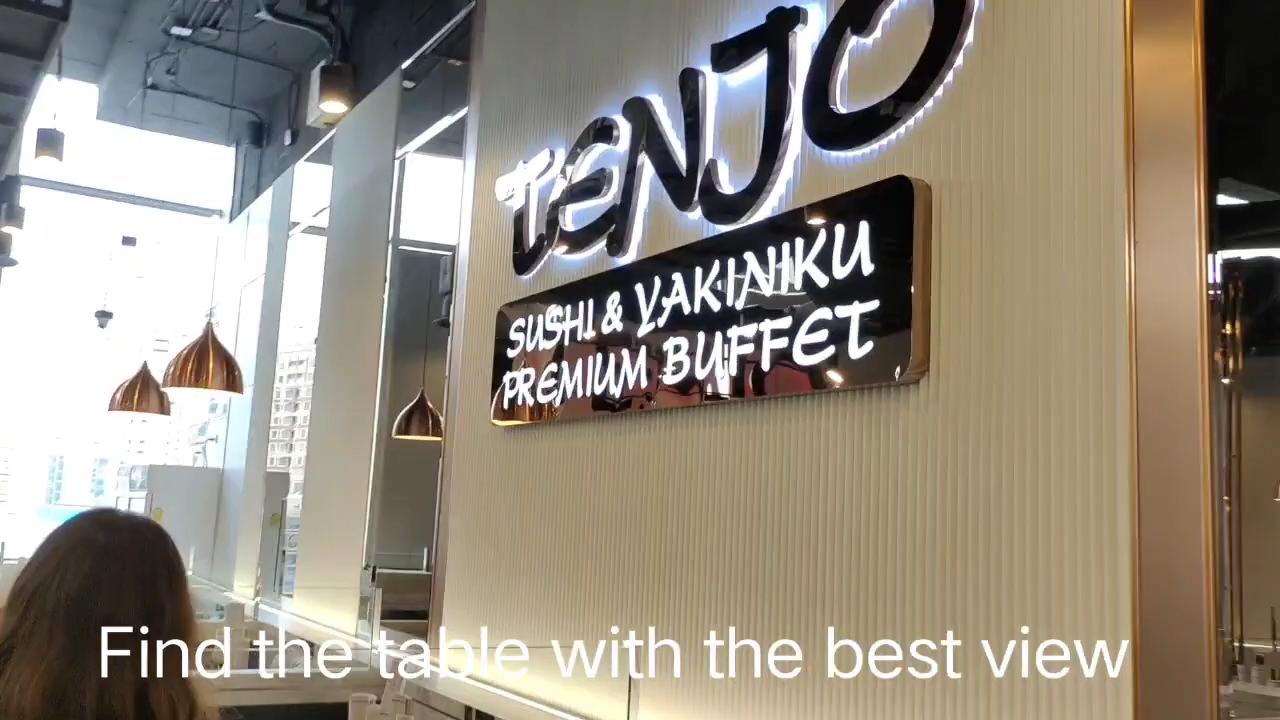 TENJO
SUSHI & YAKINIKU
PREMIUM BUFFET
Find the table with the best view